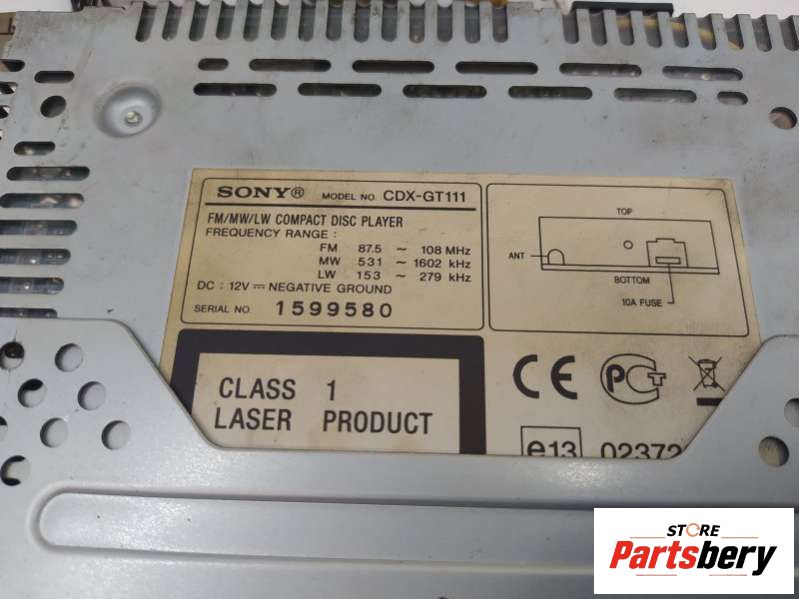 SONY® MODEL NO. CDX-GT111
FM/MW/LW COMPACT DISC PLAYER
FREQUENCY RANGE :
FM 87.5 ~ 108 MHz
MW 531 ~ 1602 kHz
LW 153 ~ 279 kHz
DC : 12V ⎓ NEGATIVE GROUND
SERIAL NO. 1599580
TOP
ANT
BOTTOM
10A FUSE
CLASS 1
LASER PRODUCT
CE PCT
e13 02372
STORE
Partsbery